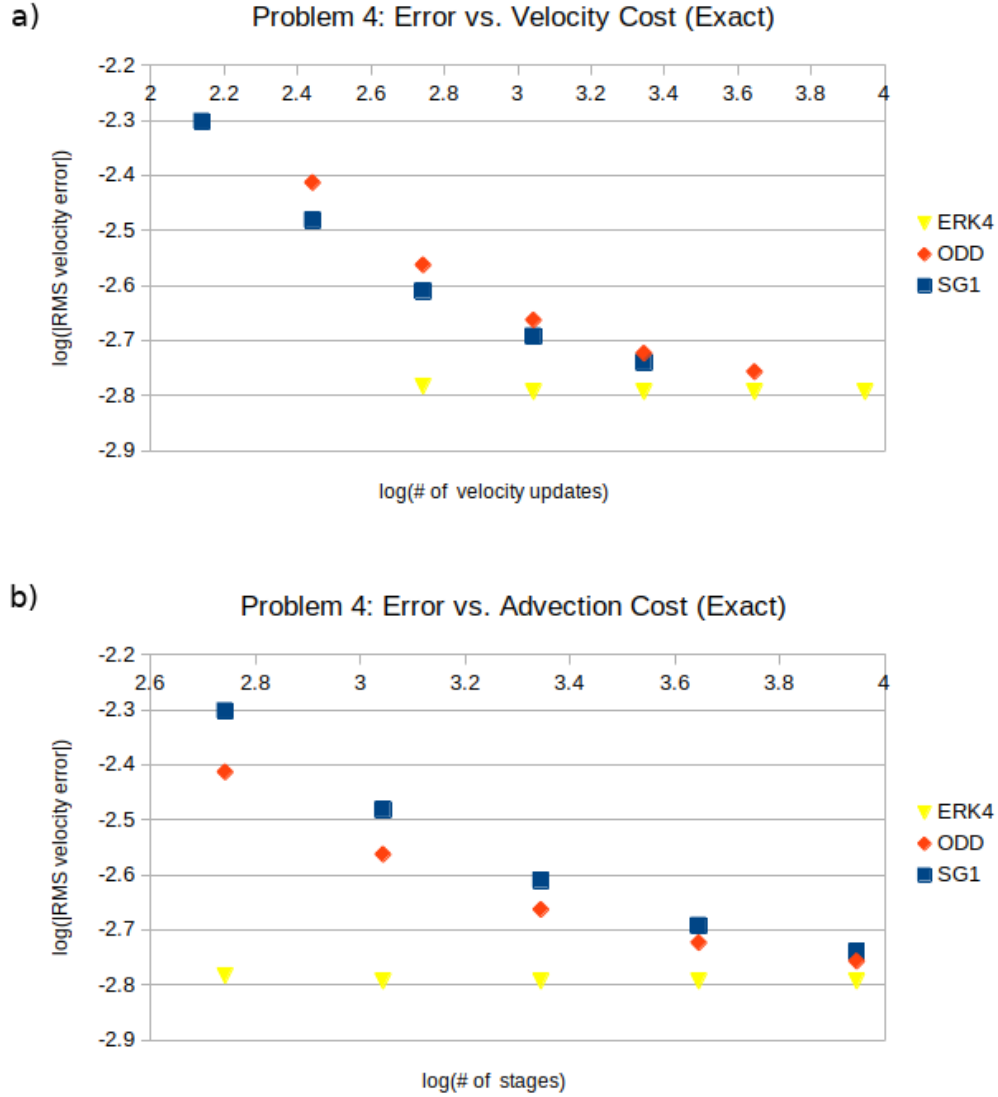 a)
Problem 4: Error vs. Velocity Cost (Exact)
-2.2
2 2.2 2.4 2.6 2.8 3 3.2 3.4 3.6 3.8 4
-2.3
-2.4
-2.5
-2.6
-2.7
-2.8
-2.9
log(|RMS velocity error|)
ERK4
ODD
SG1
log(# of velocity updates)
b)
Problem 4: Error vs. Advection Cost (Exact)
-2.2
2.6 2.8 3 3.2 3.4 3.6 3.8 4
-2.3
-2.4
-2.5
-2.6
-2.7
-2.8
-2.9
log(|RMS velocity error|)
ERK4
ODD
SG1
log(# of stages)